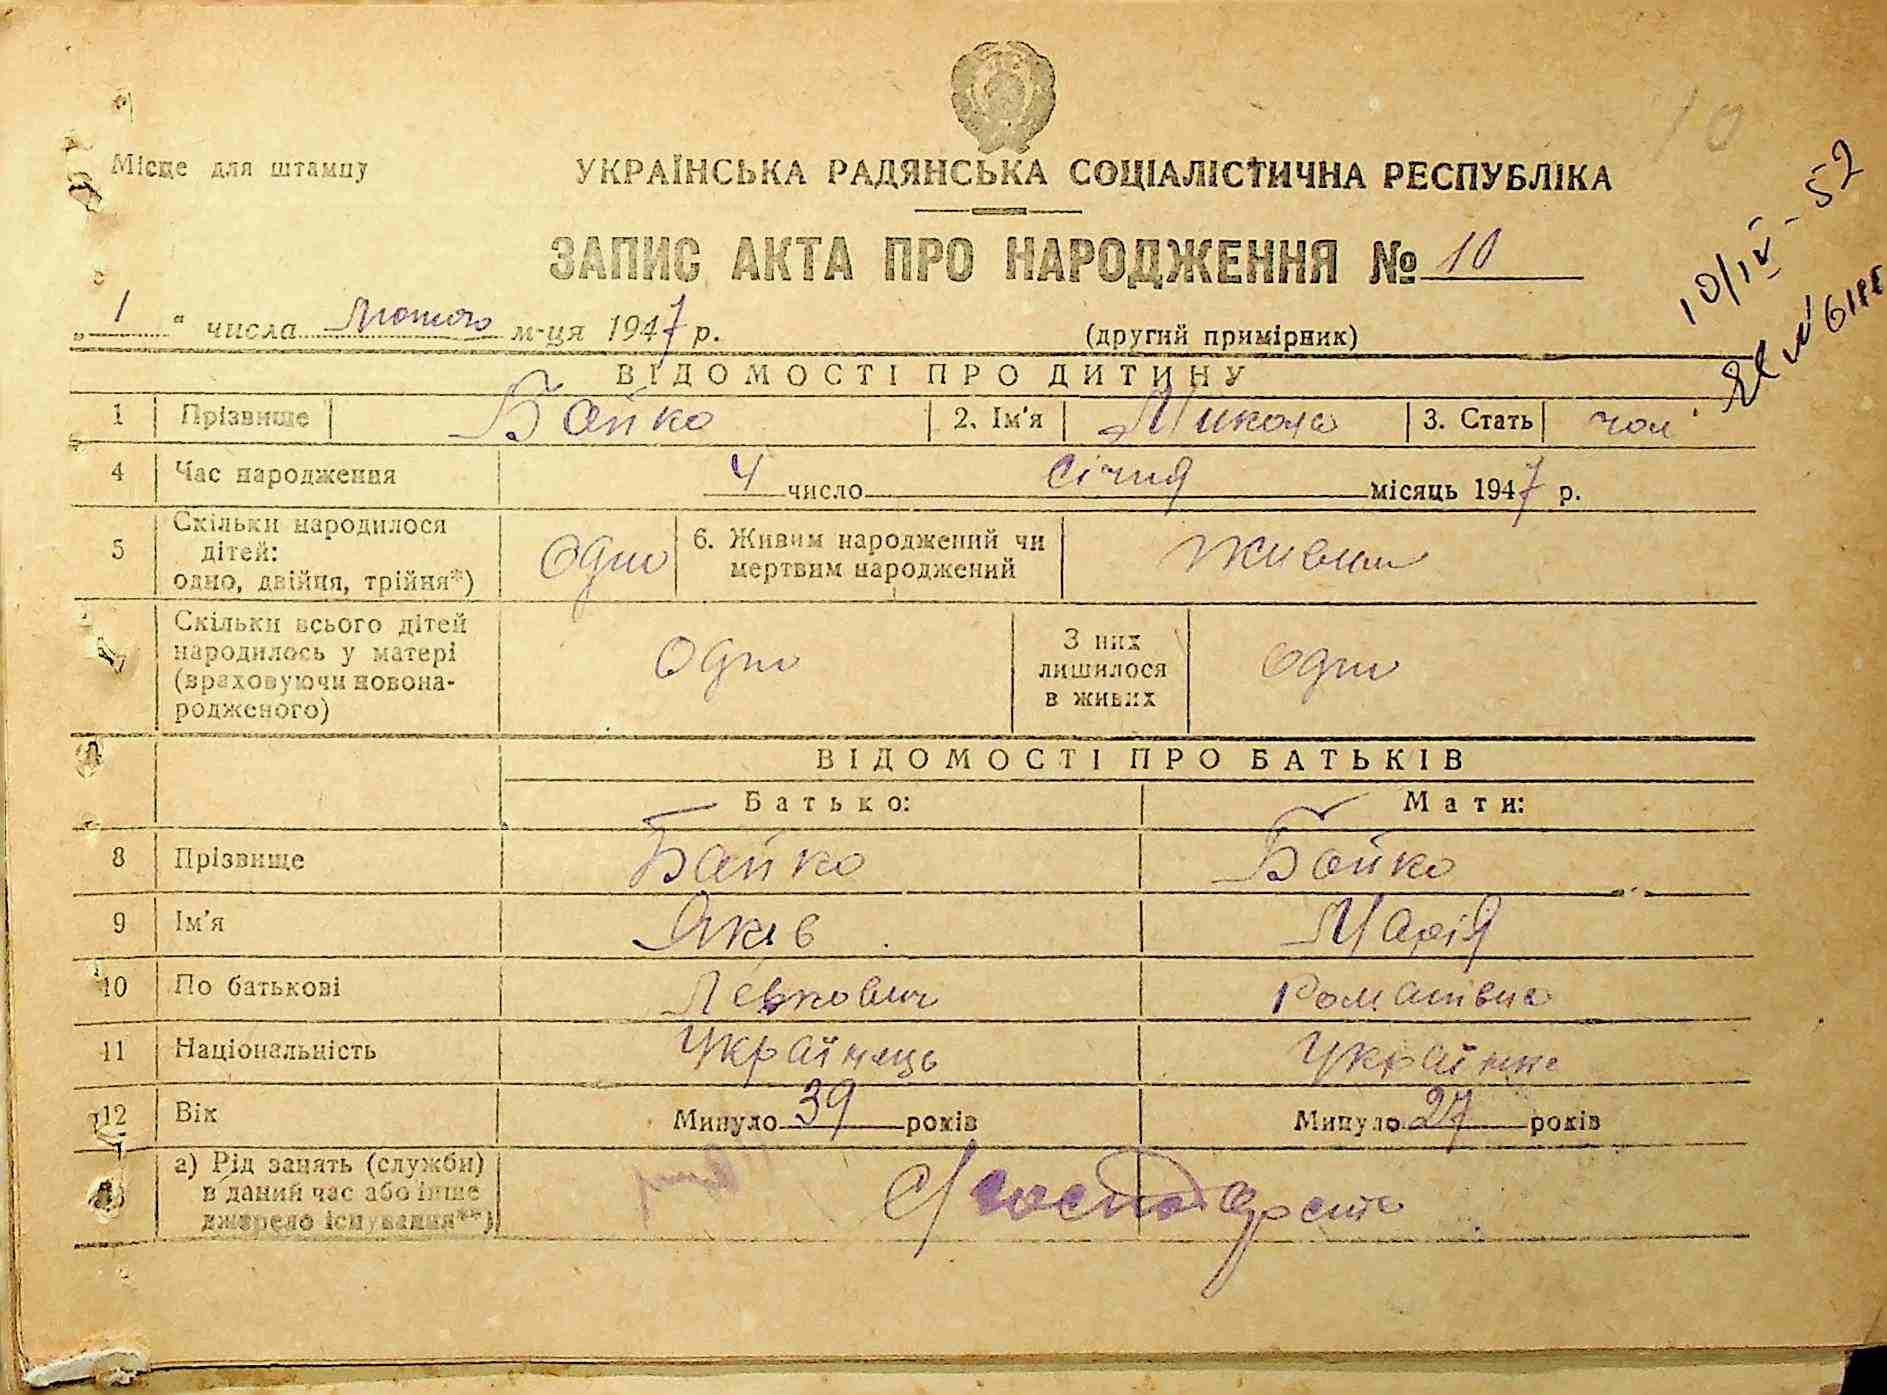 10
Місце для штампу
УКРАЇНСЬКА РАДЯНСЬКА СОЦІАЛІСТИЧНА РЕСПУБЛІКА
10/IV - 52
ЗАПИС АКТА ПРО НАРОДЖЕННЯ № 10
„ 1 “ числа лютого м-ця 1947 р.
(другий примірник)
ВІДОМОСТІ ПРО ДИТИНУ
1 Прізвище Бойко 2. Ім'я Микола 3. Стать чол
4 Час народження 4 число січня місяць 1947 р.
5 Скільки народилося дітей: одно, двійня, трійня*) Одно 6. Живим народжений чи мертвим народжений живим
Скільки всього дітей народилось у матері (враховуючи новонародженого) Одно З них лишилося в живих одно
ВІДОМОСТІ ПРО БАТЬКІВ
Батько: Мати:
8 Прізвище Бойко Бойко
9 Ім'я Яків Марія
10 По батькові Левкович Романівна
11 Національність Українець Українка
12 Вік Минуло 39 років Минуло 27 років
а) Рід занять (служби) в даний час або інше джерело існування**) С/господарств